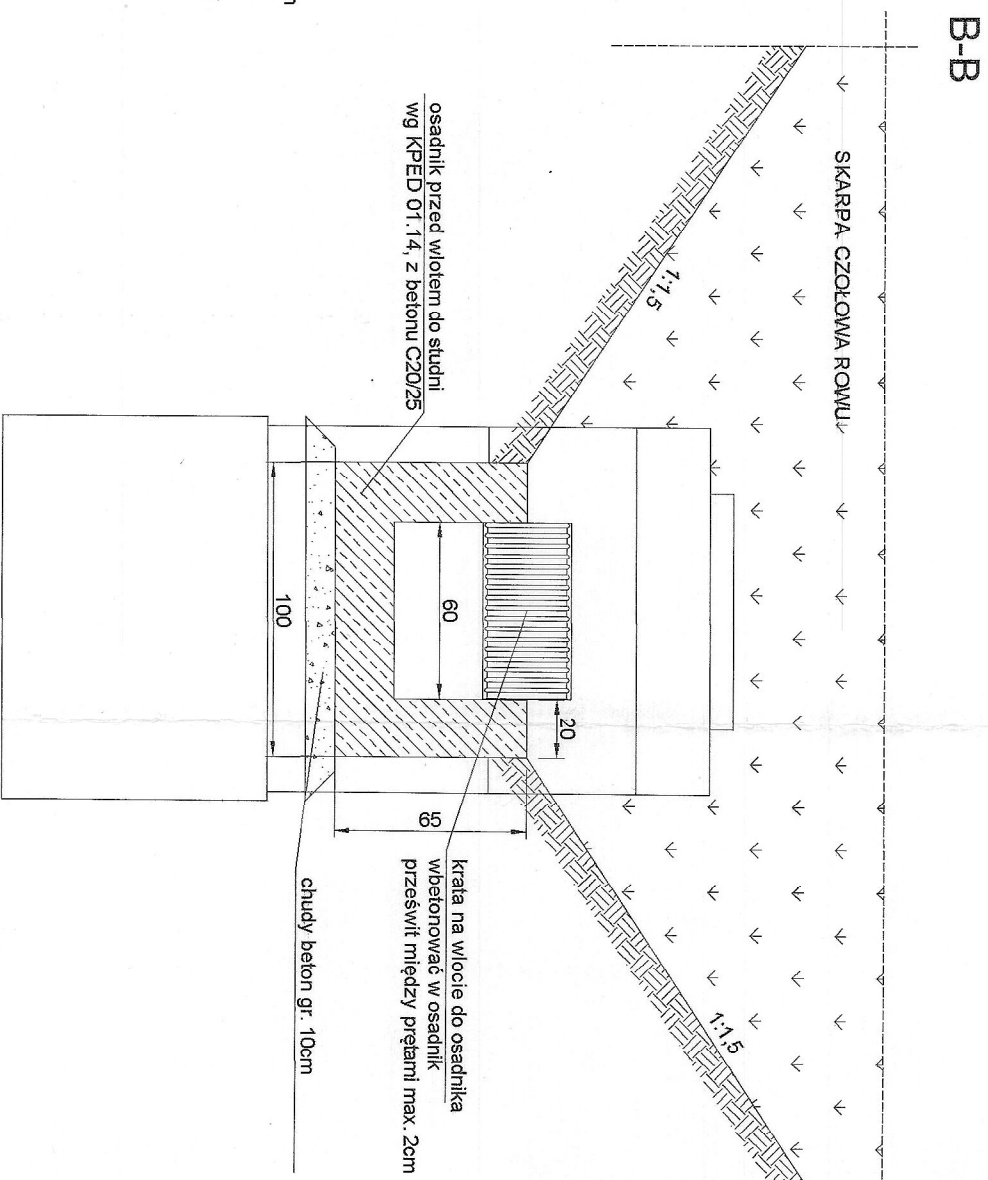 B-B
SKARPA CZOŁOWA ROWU
1:1,5
1:1,5
osadnik przed wlotem do studni
wg KPED 01.14, z betonu C20/25
20
60
65
100
krata na wlocie do osadnika
wbetonować w osadnik
prześwit między prętami max. 2cm
chudy beton gr. 10cm